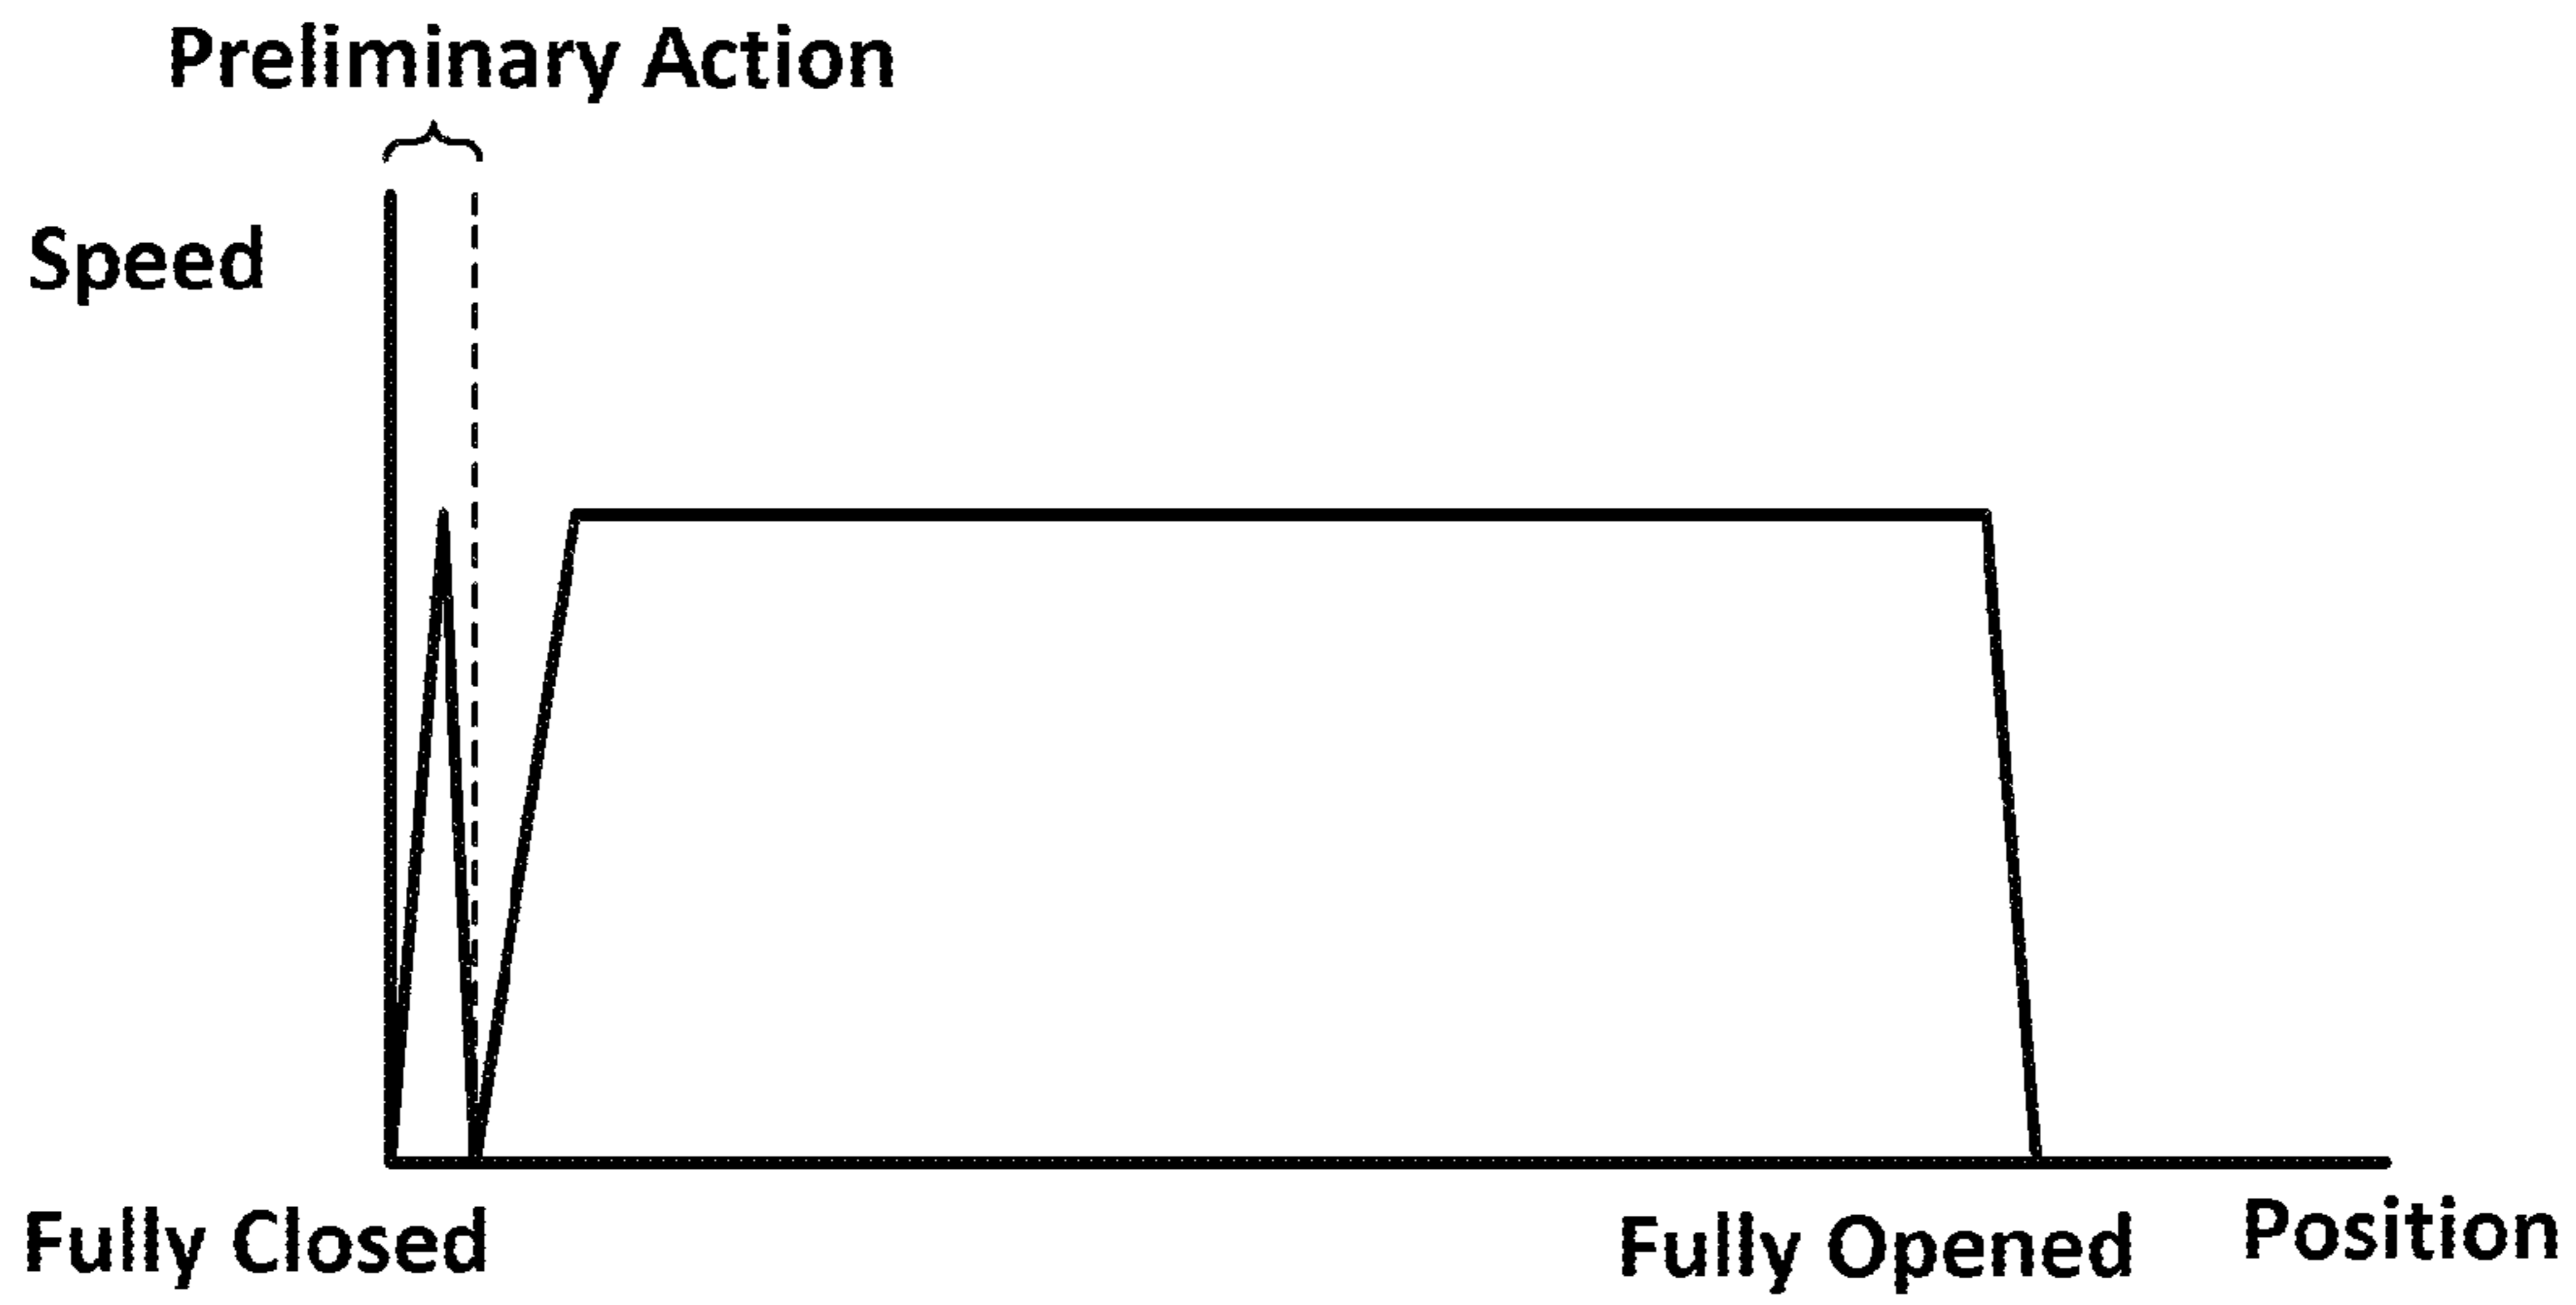 Preliminary Action
Speed
Fully Closed
Fully Opened
Position